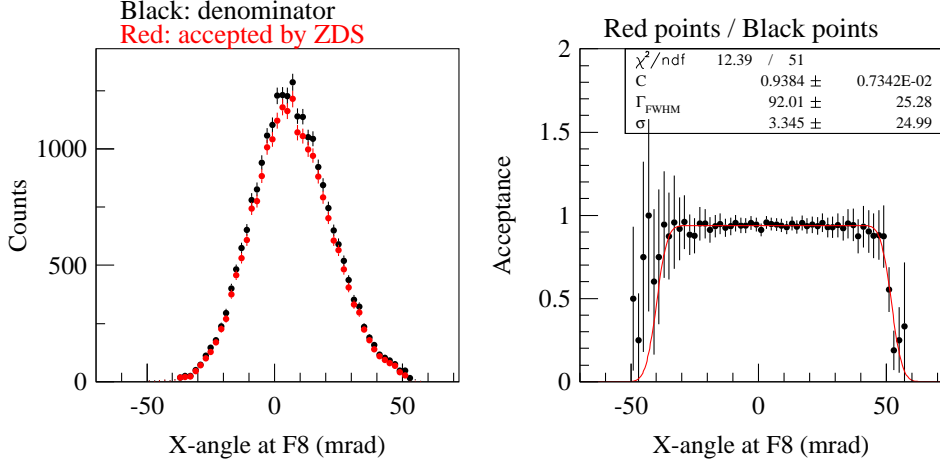 Black: denominator
Red: accepted by ZDS
Counts
1000
500
0
-50
0
50
X-angle at F8 (mrad)
Red points / Black points
χ²/ndf 12.39 / 51
C 0.9384 ± 0.7342E-02
Γ_FWHM 92.01 ± 25.28
σ 3.345 ± 24.99
Acceptance
2
1.5
1
0.5
0
-50
0
50
X-angle at F8 (mrad)